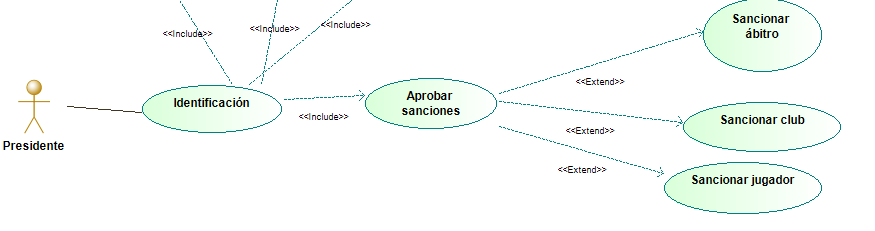 Sancionar
ábitro
<<Include>>
<<Include>>
<<Include>>
<<Extend>>
Identificación
Aprobar
sanciones
<<Include>>
<<Extend>>
Sancionar club
Presidente
<<Extend>>
Sancionar jugador